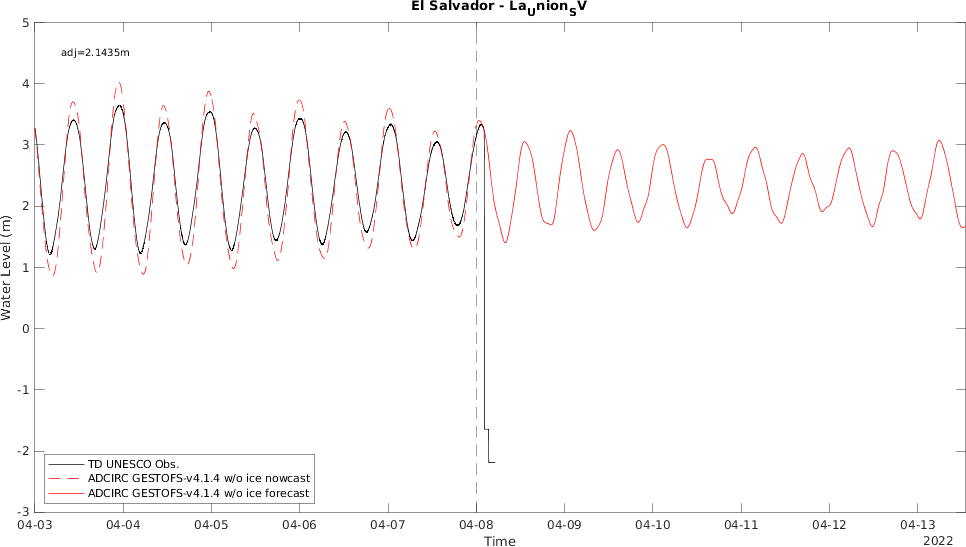 El Salvador - LaUnionSV
adj=2.1435m
5
4
3
2
1
0
-1
-2
-3
Water Level (m)
TD UNESCO Obs.
ADCIRC GESTOFS-v4.1.4 w/o ice nowcast
ADCIRC GESTOFS-v4.1.4 w/o ice forecast
04-03 04-04 04-05 04-06 04-07 04-08 04-09 04-10 04-11 04-12 04-13
Time
2022